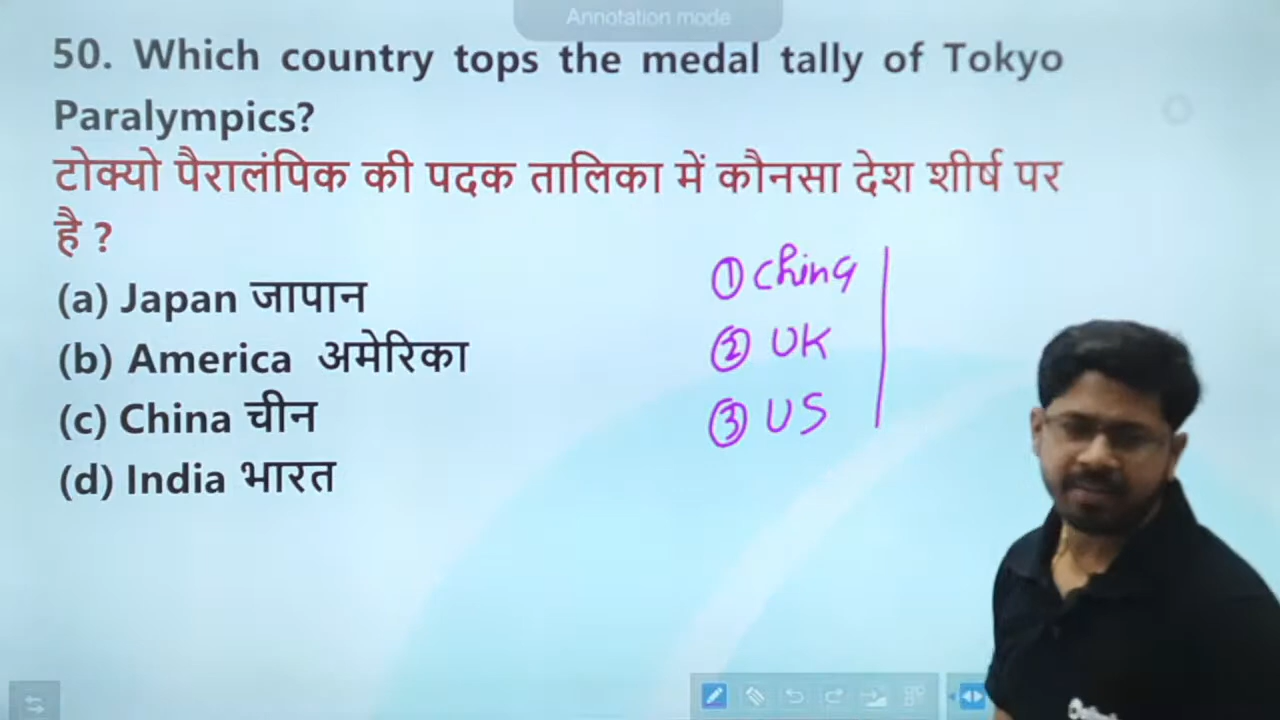 Annotation mode
50. Which country tops the medal tally of Tokyo
Paralympics?
टोक्यो पैरालंपिक की पदक तालिका में कौनसा देश शीर्ष पर
है ?
(a) Japan जापान
(b) America अमेरिका
(c) China चीन
(d) India भारत
① China
② UK
③ US